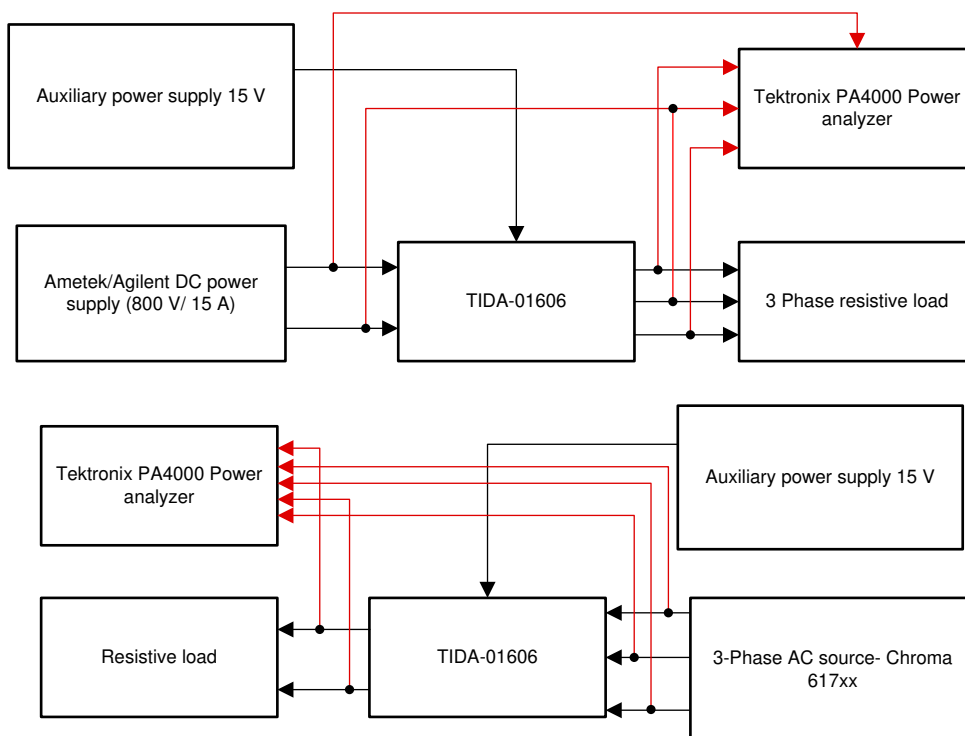 Auxiliary power supply 15 V
Tektronix PA4000 Power
analyzer
Ametek/Agilent DC power
supply (800 V/ 15 A)
TIDA-01606
3 Phase resistive load
Tektronix PA4000 Power
analyzer
Auxiliary power supply 15 V
Resistive load
TIDA-01606
3-Phase AC source- Chroma
617xx